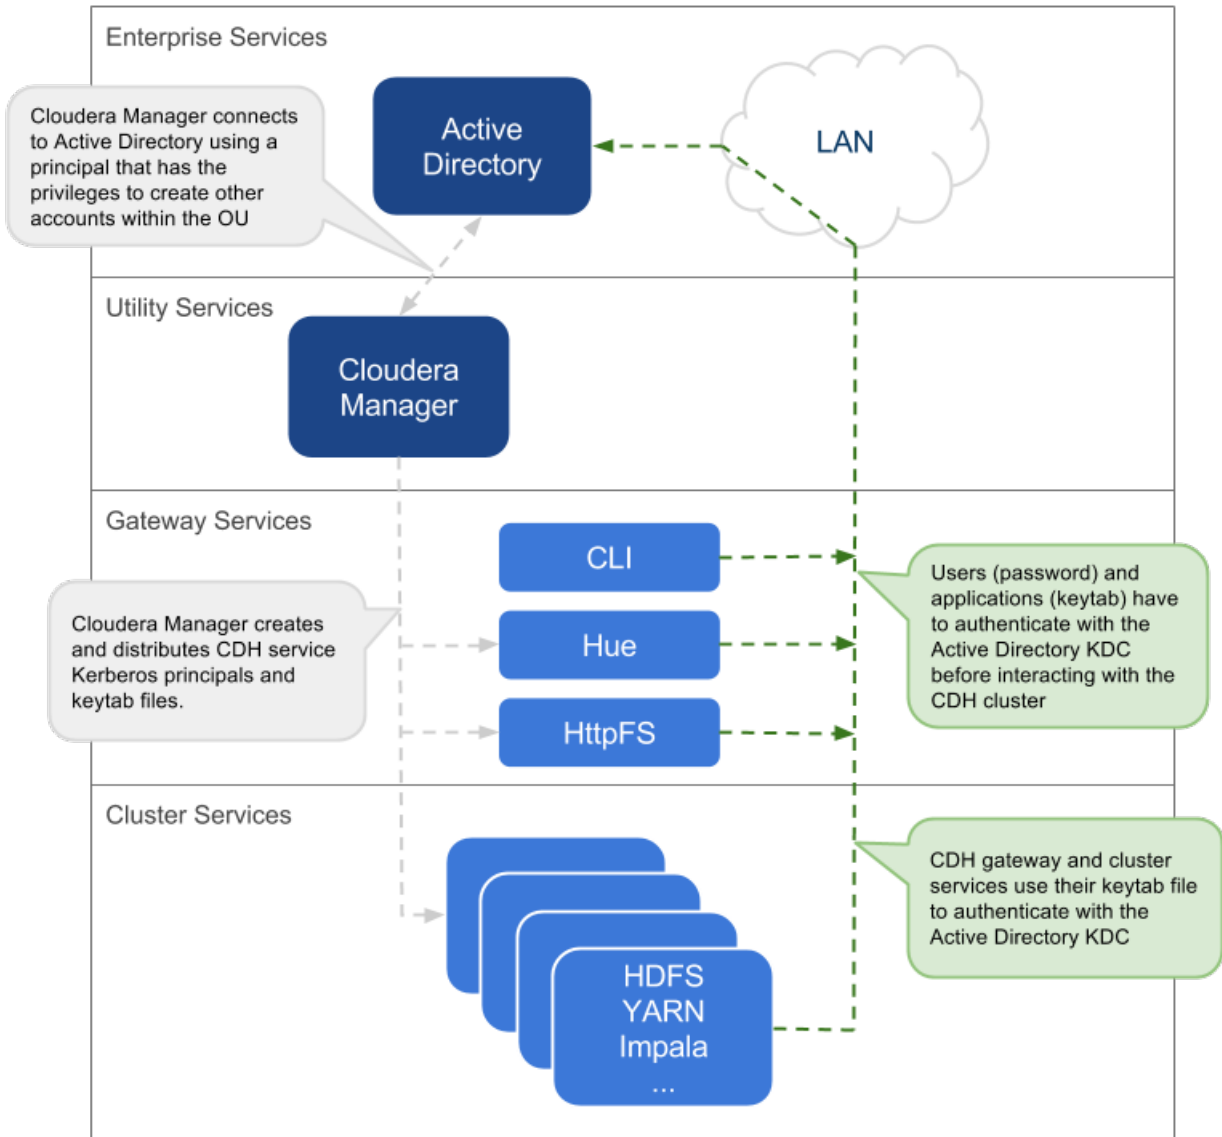 Enterprise Services
Cloudera Manager connects
to Active Directory using a
principal that has the
privileges to create other
accounts within the OU
Active
Directory
LAN
Utility Services
Cloudera
Manager
Gateway Services
CLI
Users (password) and
applications (keytab) have
to authenticate with the
Active Directory KDC
before interacting with the
CDH cluster
Cloudera Manager creates
and distributes CDH service
Kerberos principals and
keytab files.
Hue
HttpFS
Cluster Services
CDH gateway and cluster
services use their keytab file
to authenticate with the
Active Directory KDC
HDFS
YARN
Impala
...